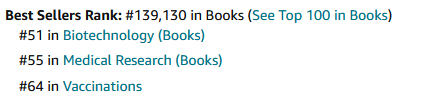 Best Sellers Rank: #139,130 in Books (See Top 100 in Books)
#51 in Biotechnology (Books)
#55 in Medical Research (Books)
#64 in Vaccinations